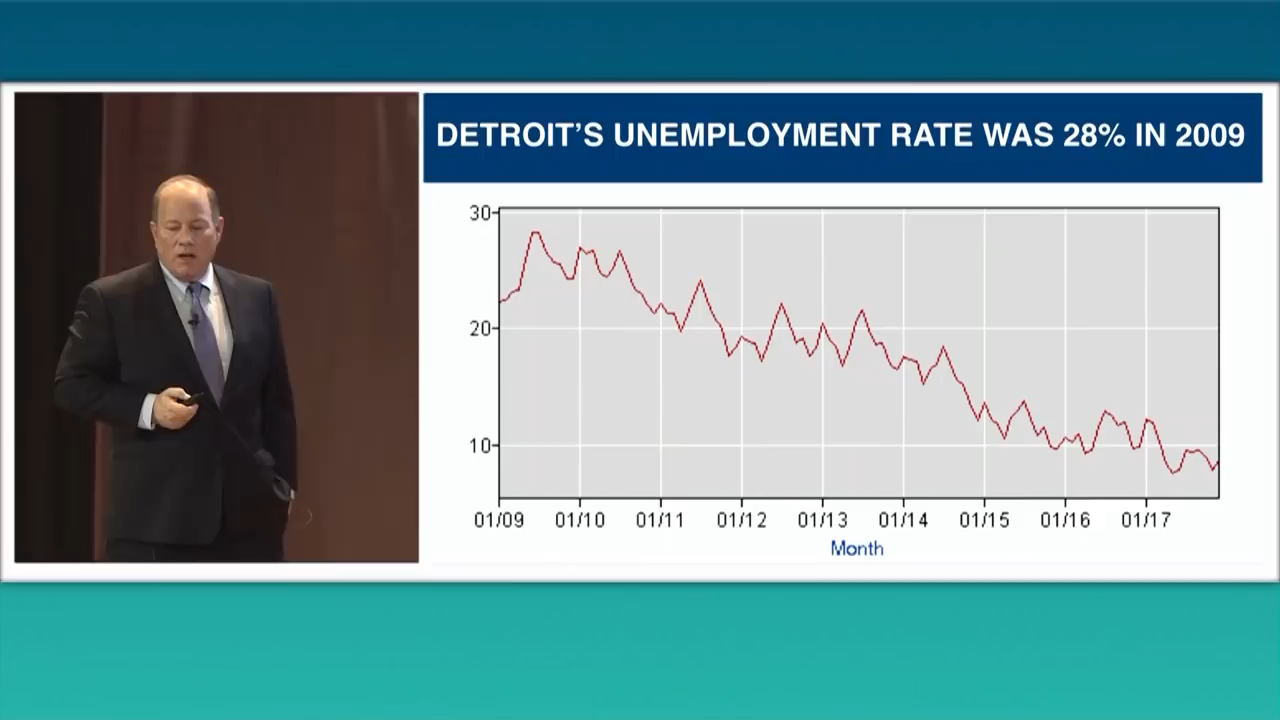 DETROIT'S UNEMPLOYMENT RATE WAS 28% IN 2009
30
20
10
01/09 01/10 01/11 01/12 01/13 01/14 01/15 01/16 01/17
Month